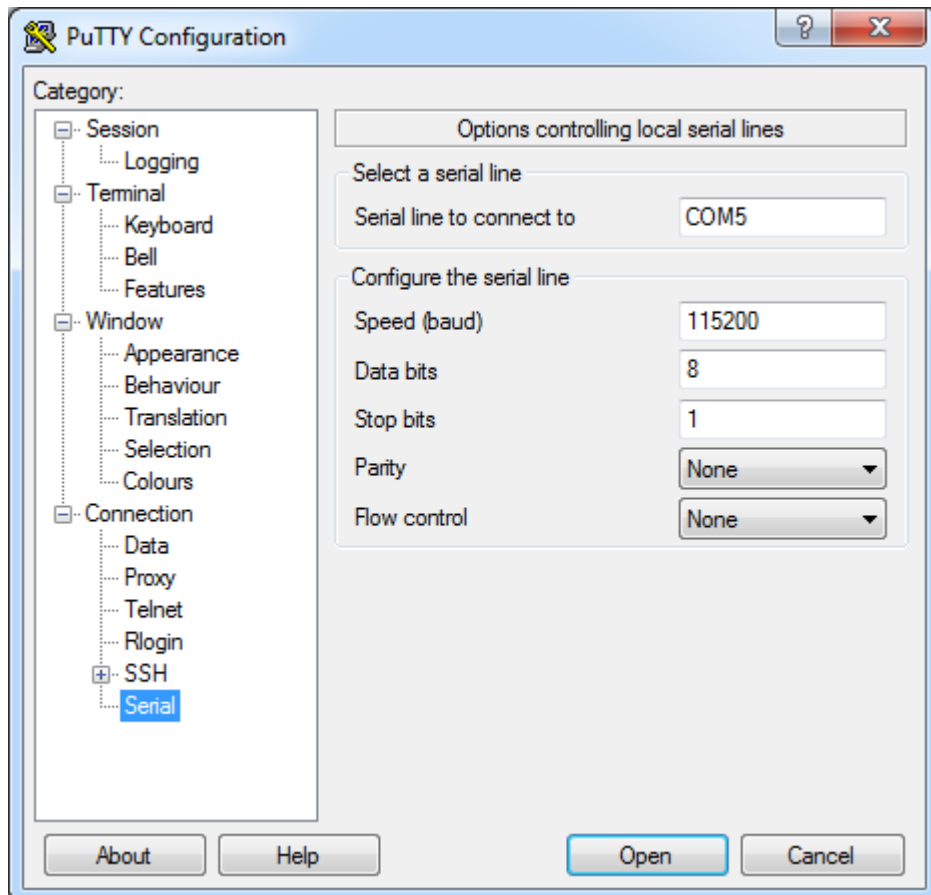 PuTTY Configuration
Category:
Session
Logging
Terminal
Keyboard
Bell
Features
Window
Appearance
Behaviour
Translation
Selection
Colours
Connection
Data
Proxy
Telnet
Rlogin
SSH
Serial
Options controlling local serial lines
Select a serial line
Serial line to connect to COM5
Configure the serial line
Speed (baud) 115200
Data bits 8
Stop bits 1
Parity None
Flow control None
About Help Open Cancel